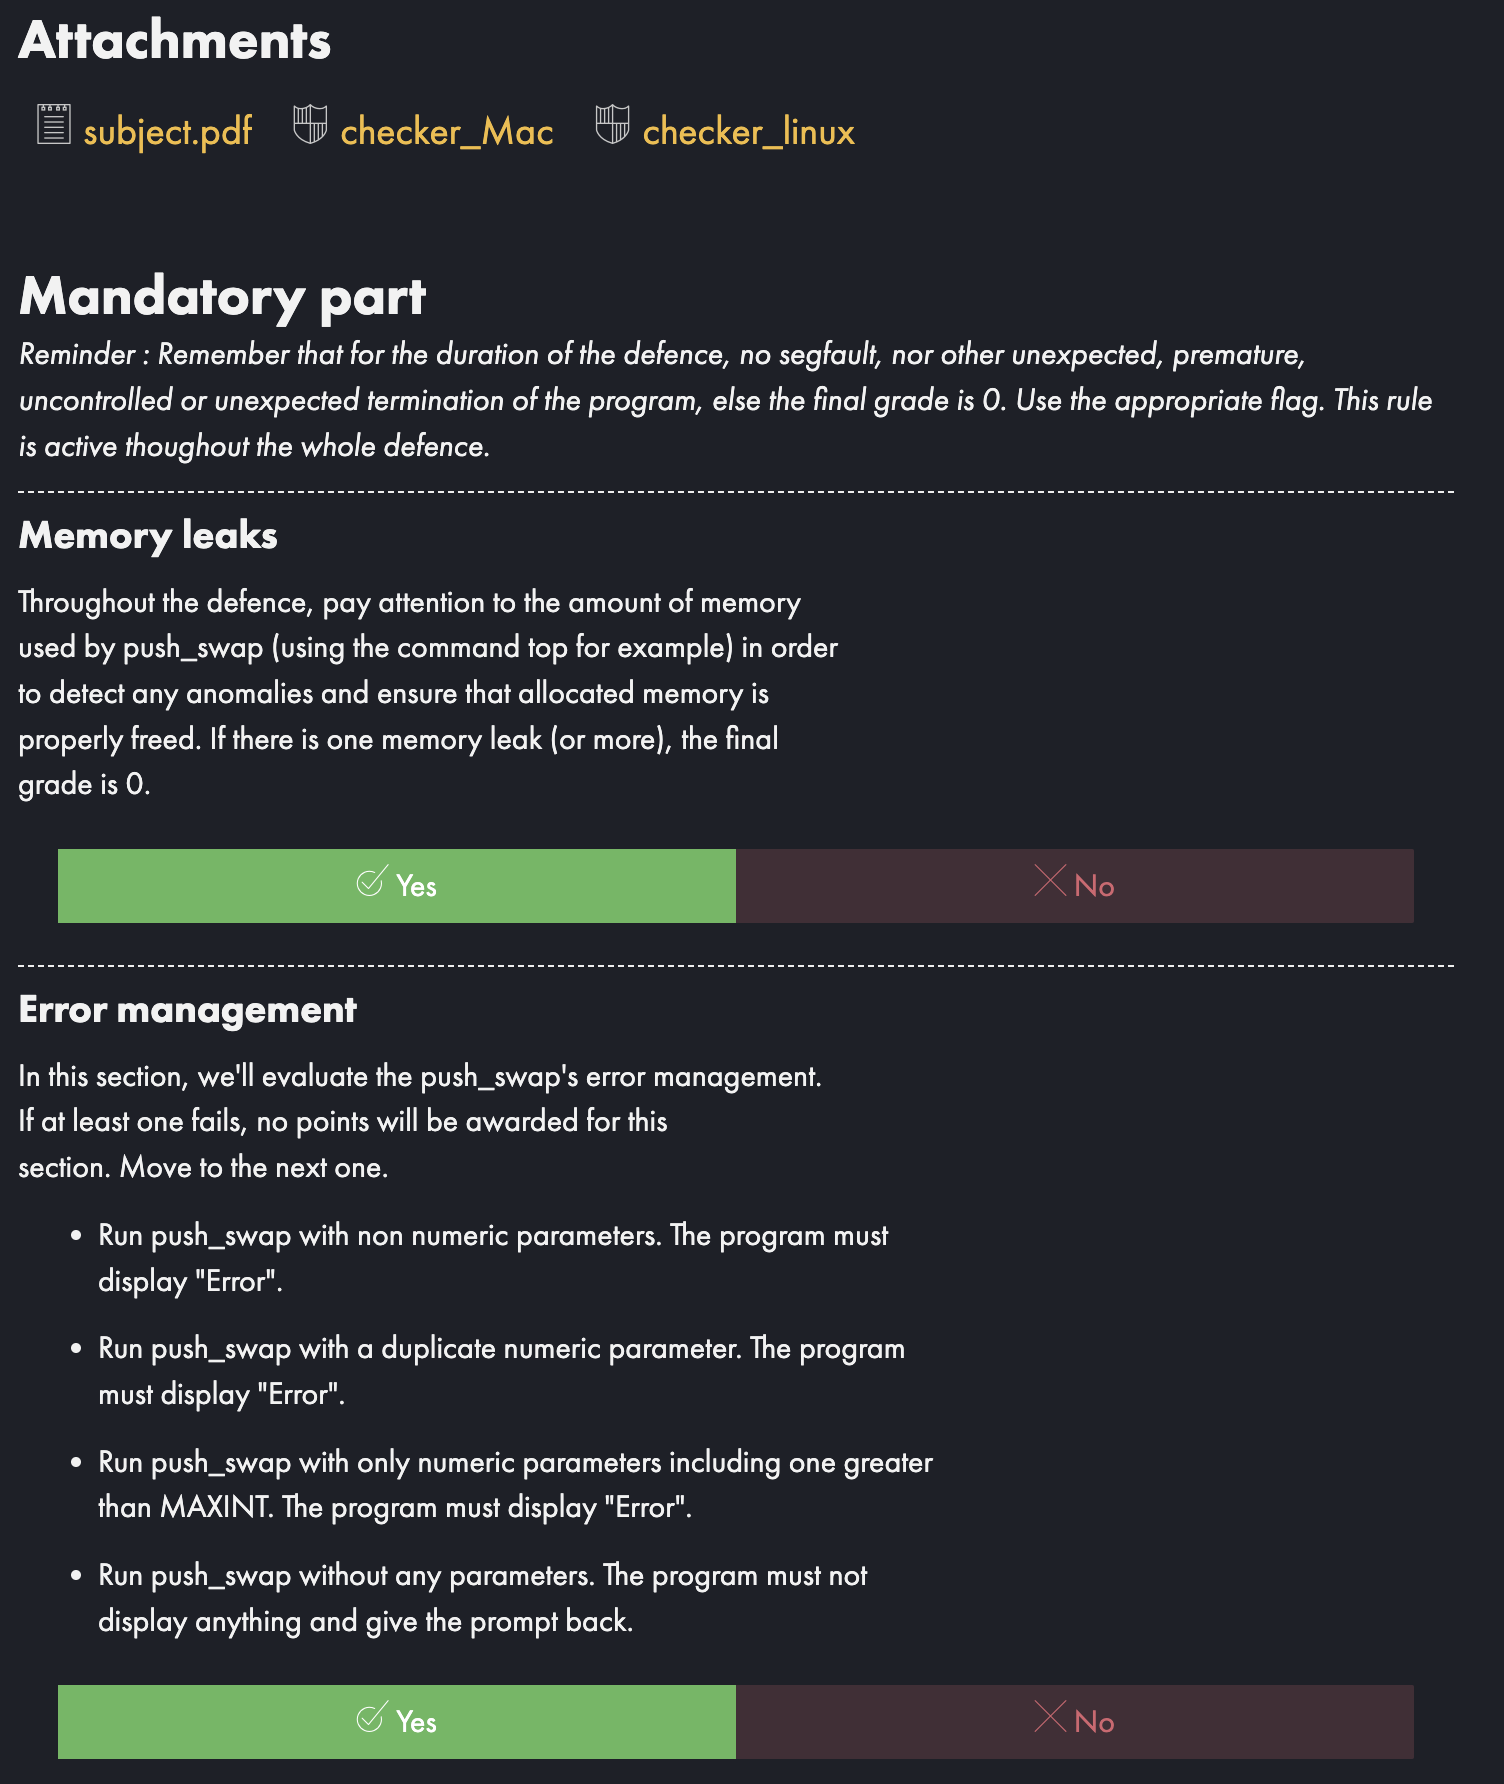 Attachments
subject.pdf checker_Mac checker_linux
Mandatory part
Reminder : Remember that for the duration of the defence, no segfault, nor other unexpected, premature,
uncontrolled or unexpected termination of the program, else the final grade is 0. Use the appropriate flag. This rule
is active thoughout the whole defence.
Memory leaks
Throughout the defence, pay attention to the amount of memory
used by push_swap (using the command top for example) in order
to detect any anomalies and ensure that allocated memory is
properly freed. If there is one memory leak (or more), the final
grade is 0.
Yes No
Error management
In this section, we'll evaluate the push_swap's error management.
If at least one fails, no points will be awarded for this
section. Move to the next one.
• Run push_swap with non numeric parameters. The program must
display "Error".
• Run push_swap with a duplicate numeric parameter. The program
must display "Error".
• Run push_swap with only numeric parameters including one greater
than MAXINT. The program must display "Error".
• Run push_swap without any parameters. The program must not
display anything and give the prompt back.
Yes No